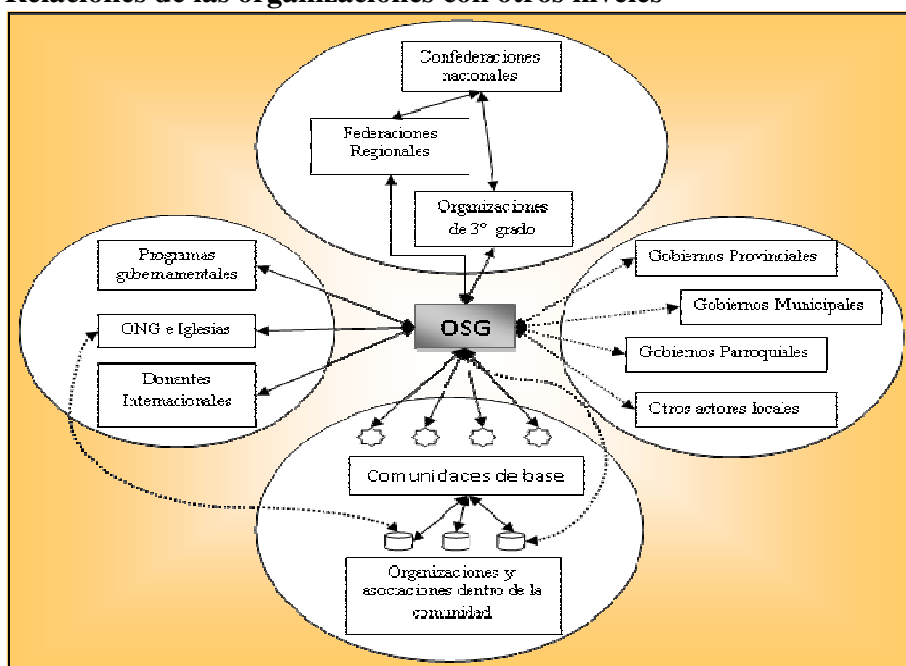 Relaciones de las organizaciones con otros niveles
Confederaciones
nacionales
Federaciones
Regionales
Organizaciones
de 3° grado
Programas
gubernamentales
ONG e Iglesias
Donantes
Internacionales
OSG
Gobiernos Provinciales
Gobiernos Municipales
Gobiernos Parroquiales
Otros actores locales
Comunidades de base
Organizaciones y
asociaciones dentro de la
comunidad